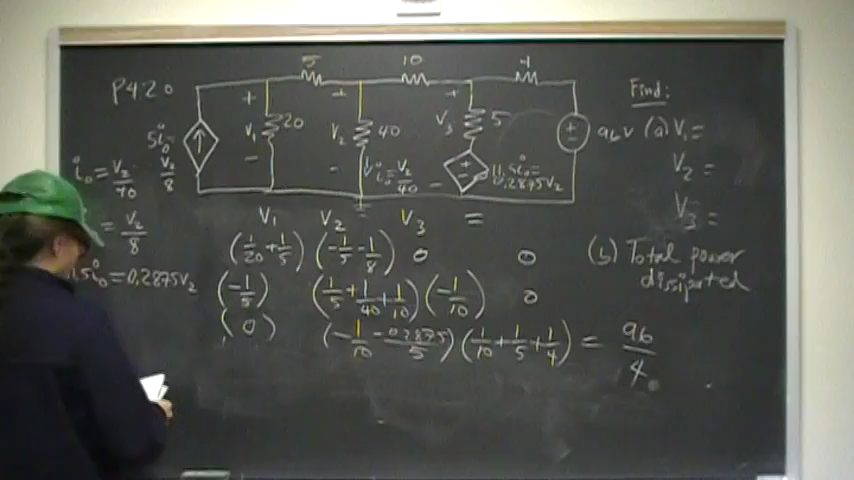 P4.20
5 10 4
5i₀= V₂/8
+ V₁ - 20
+ V₂ - 40
i₀= V₂/40
+ V₃ - 5
11.5i₀= 0.2875V₂
96V
Find:
(a) V₁=
V₂=
V₃=
(b) Total power dissipated
i₀ = V₂/40
= V₂/8
.5i₀ = 0.2875V₂
V₁ V₂ V₃ =
(1/20+1/5) (-1/5-1/8) 0 0
(-1/5) (1/5+1/40+1/10) (-1/10) 0
(0) (-1/10-0.2875/5) (1/10+1/5+1/4) = 96/4